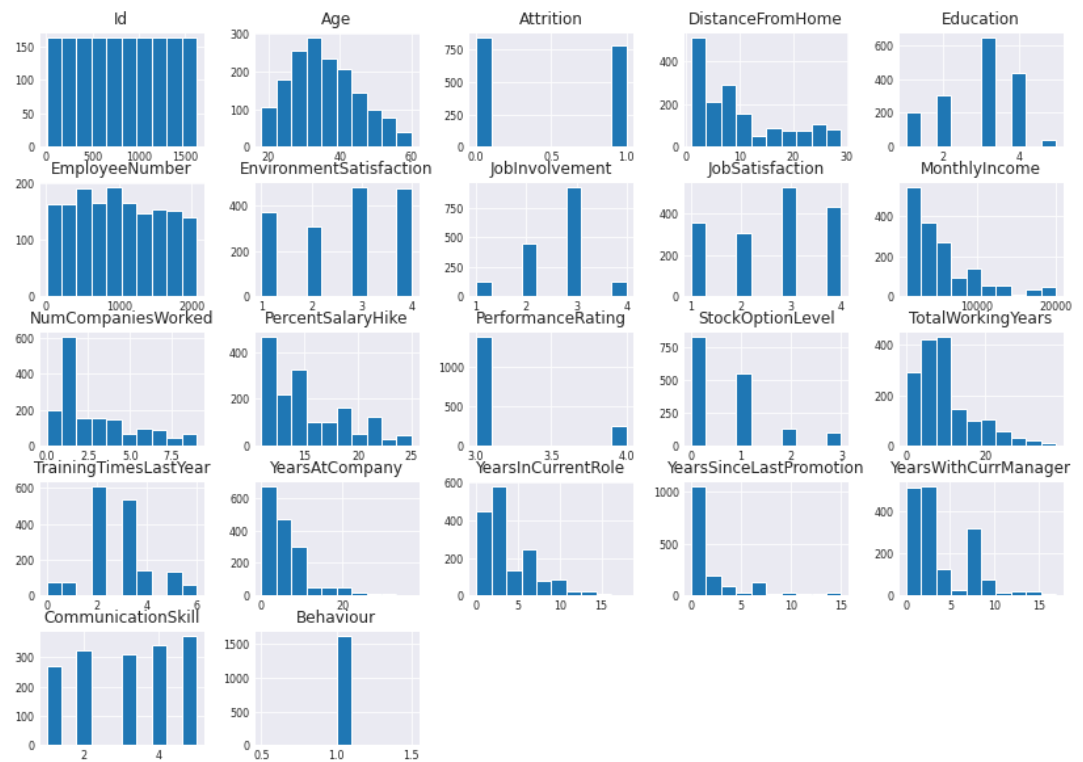 Id Age Attrition DistanceFromHome Education
150 100 50 0
0 500 1000 1500
300 200 100 0
20 40 60
750 500 250 0
0.0 0.5 1.0
400 200 0
0 10 20 30
600 400 200 0
2 4
EmployeeNumber EnvironmentSatisfaction JobInvolvement JobSatisfaction MonthlyIncome
200 100 0
0 1000 2000
400 200 0
1 2 3 4
750 500 250 0
1 2 3 4
400 200 0
1 2 3 4
400 200 0
10000 20000
NumCompaniesWorked PercentSalaryHike PerformanceRating StockOptionLevel TotalWorkingYears
600 400 200 0
0.0 2.5 5.0 7.5
400 200 0
15 20 25
1000 500 0
3.0 3.5 4.0
750 500 250 0
0 1 2 3
400 200 0
0 20
TrainingTimesLastYear YearsAtCompany YearsInCurrentRole YearsSinceLastPromotion YearsWithCurrManager
600 400 200 0
0 2 4 6
600 400 200 0
0 20
600 400 200 0
0 5 10 15
1000 500 0
0 5 10 15
400 200 0
0 5 10 15
CommunicationSkill Behaviour
300 200 100 0
2 4
1500 1000 500 0
0.5 1.0 1.5